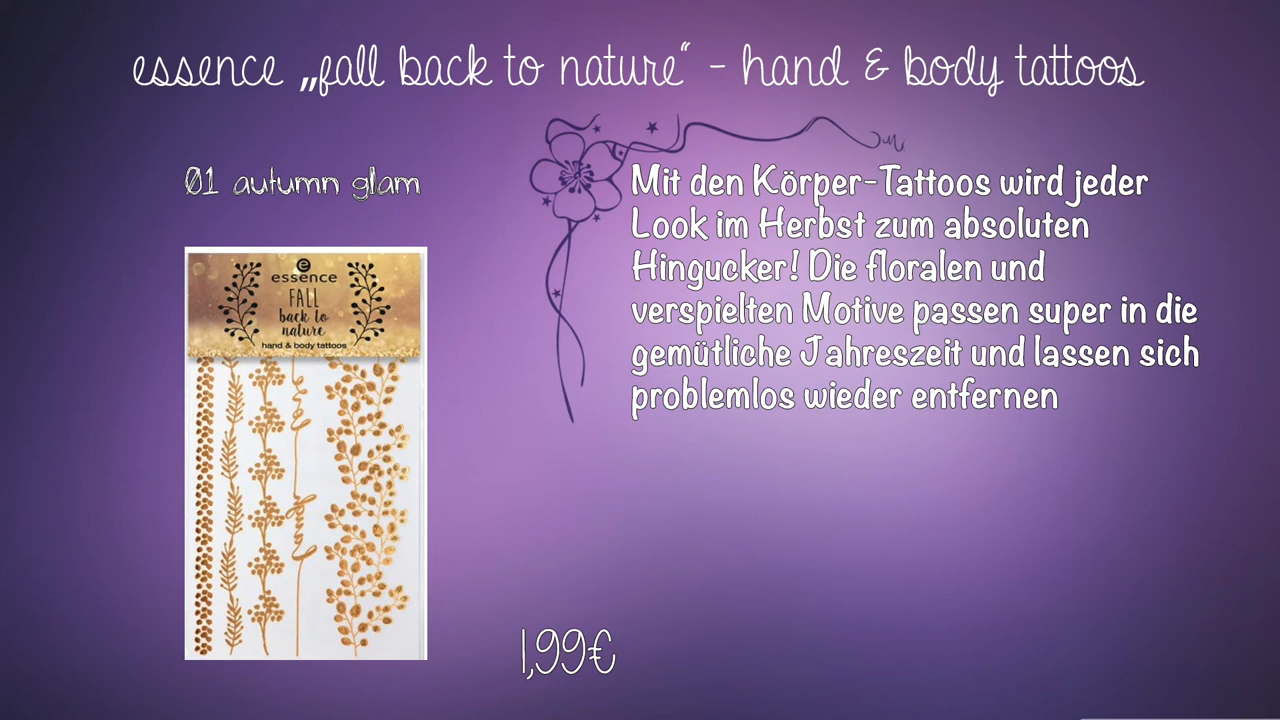 essence „fall back to nature“ - hand & body tattoos
01 autumn glam
Mit den Körper-Tattoos wird jeder
Look im Herbst zum absoluten
Hingucker! Die floralen und
verspielten Motive passen super in die
gemütliche Jahreszeit und lassen sich
problemlos wieder entfernen
essence
FALL
back to
nature
hand & body tattoos
1,99€